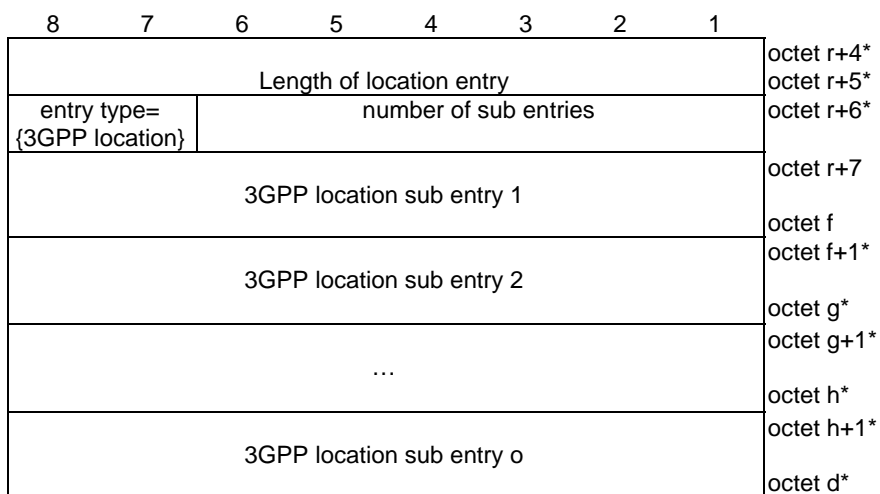 8 7 6 5 4 3 2 1
octet r+4*
Length of location entry octet r+5*
entry type= number of sub entries octet r+6*
{3GPP location}
octet r+7
3GPP location sub entry 1
octet f
octet f+1*
3GPP location sub entry 2
octet g*
octet g+1*
…
octet h*
octet h+1*
3GPP location sub entry o
octet d*